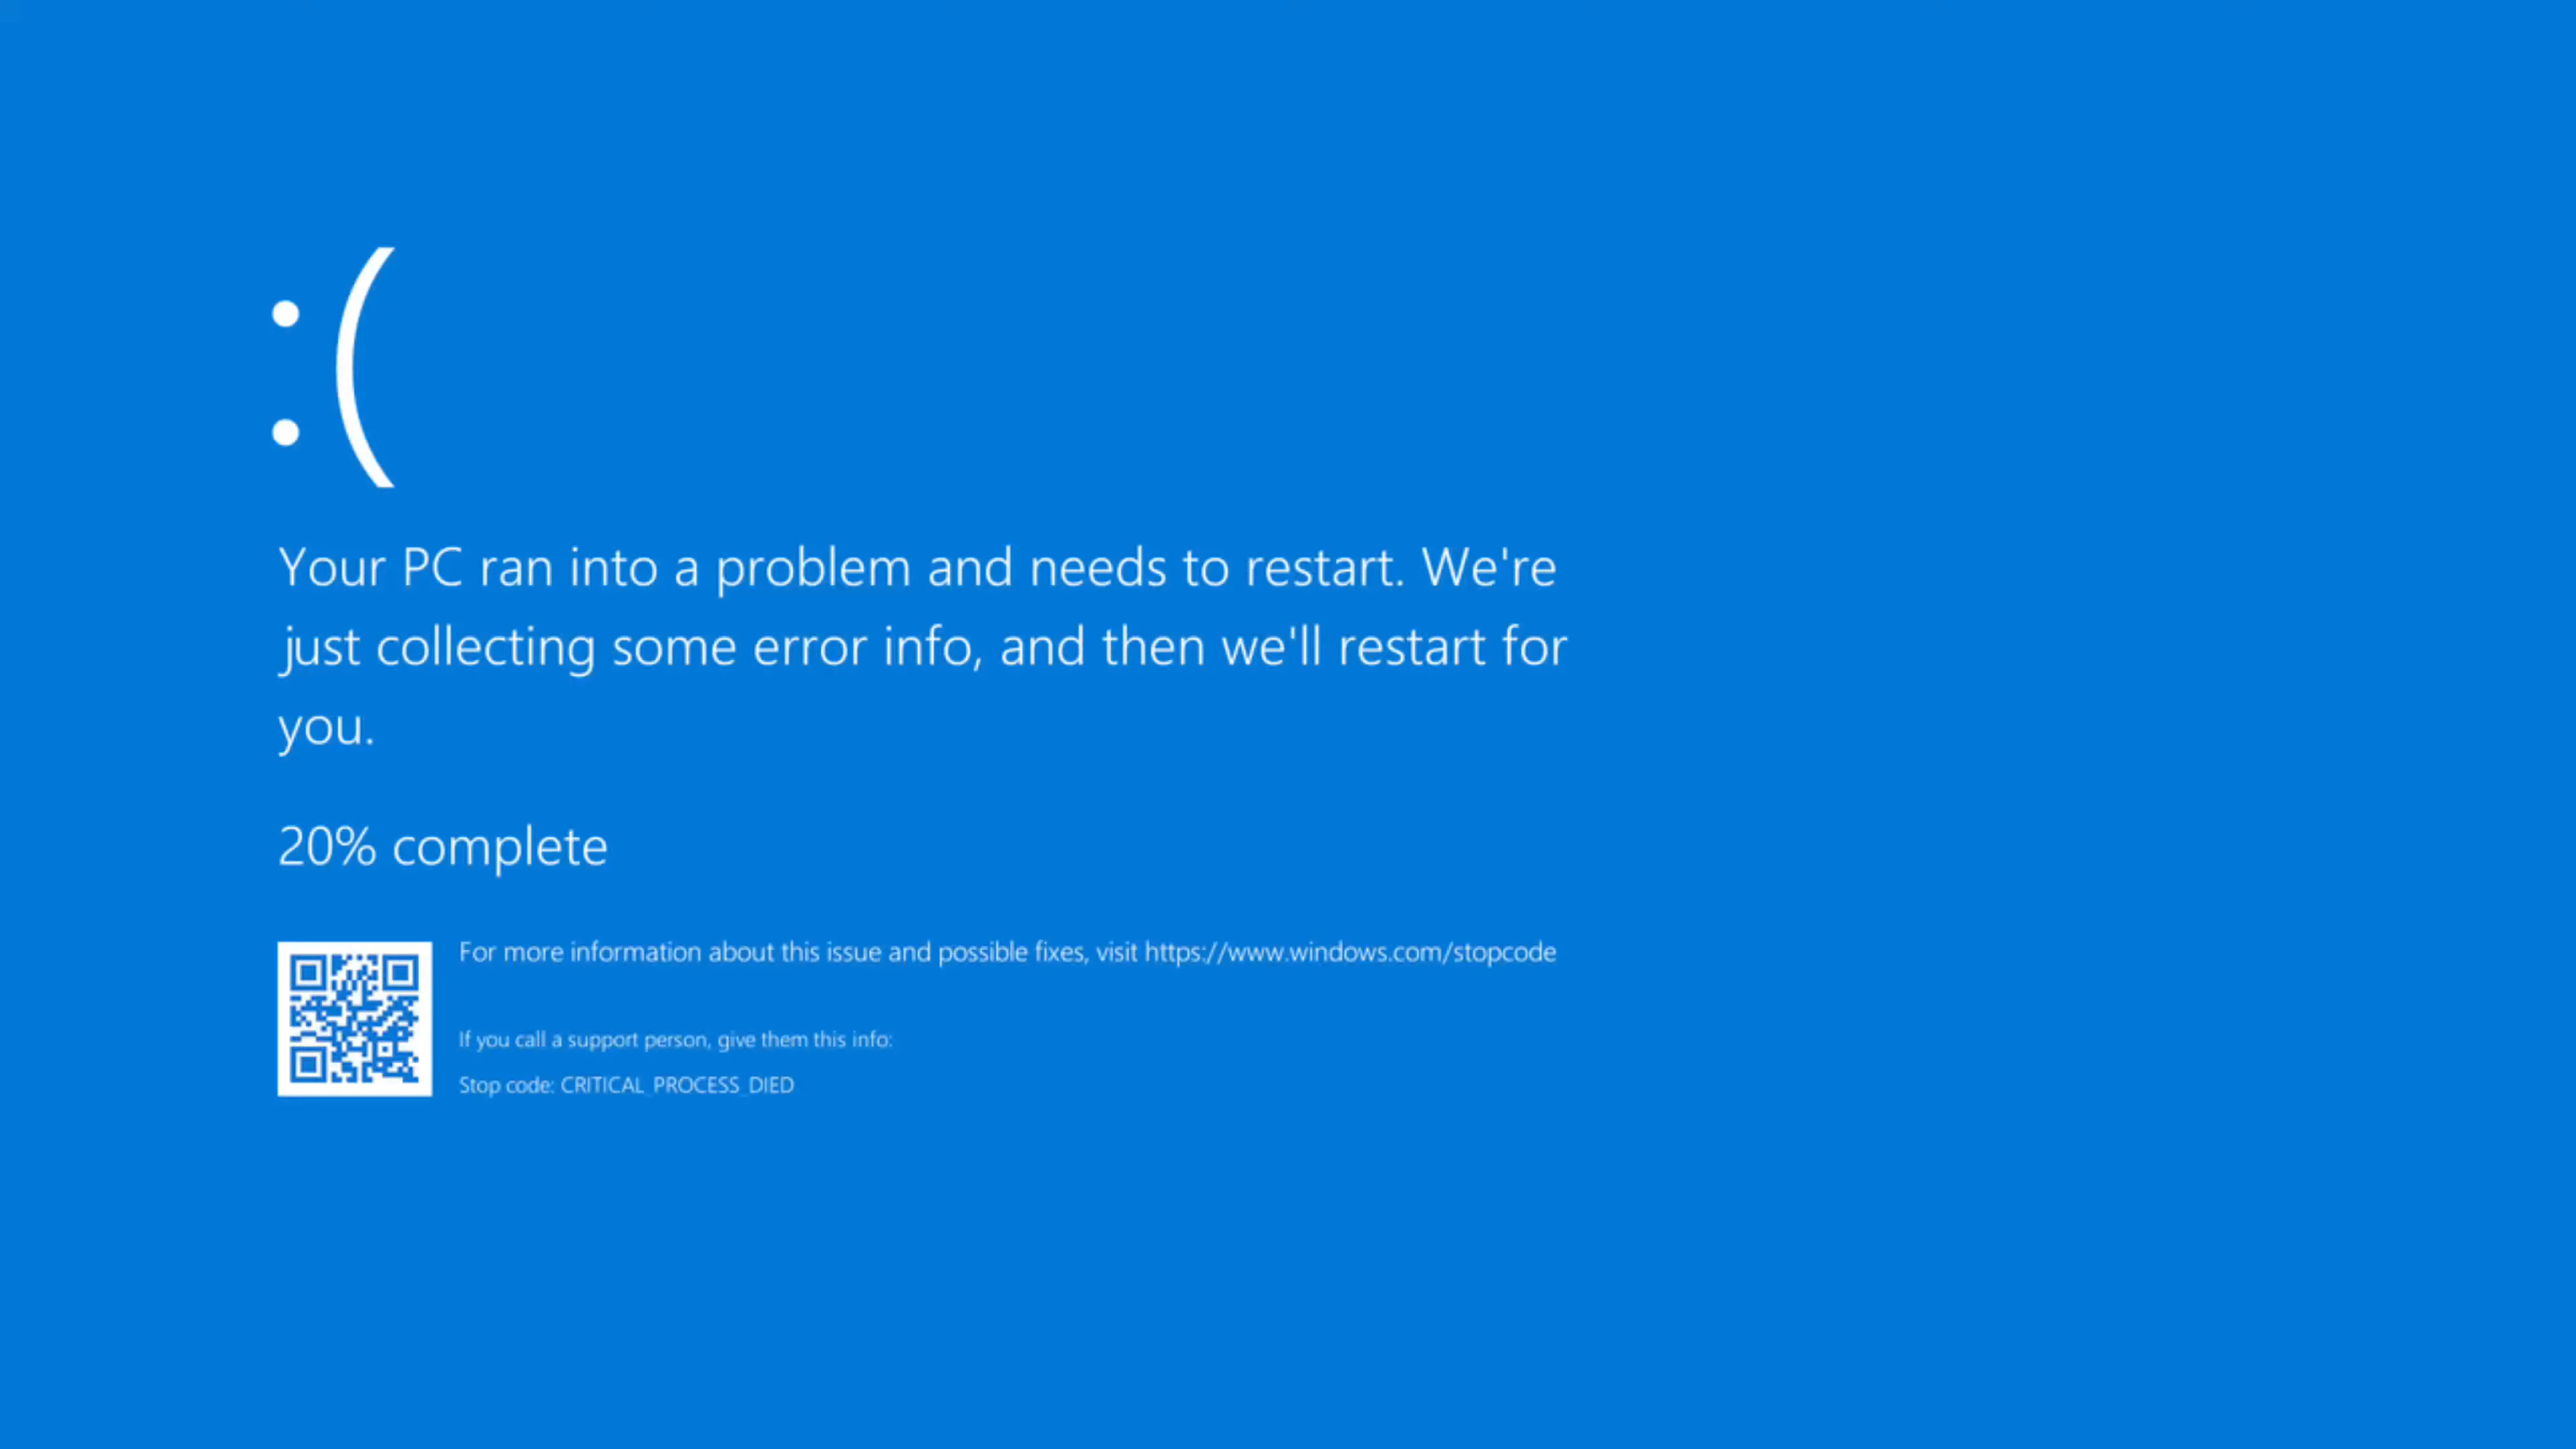 :(
Your PC ran into a problem and needs to restart. We're
just collecting some error info, and then we'll restart for
you.
20% complete
For more information about this issue and possible fixes, visit https://www.windows.com/stopcode
If you call a support person, give them this info:
Stop code: CRITICAL_PROCESS_DIED